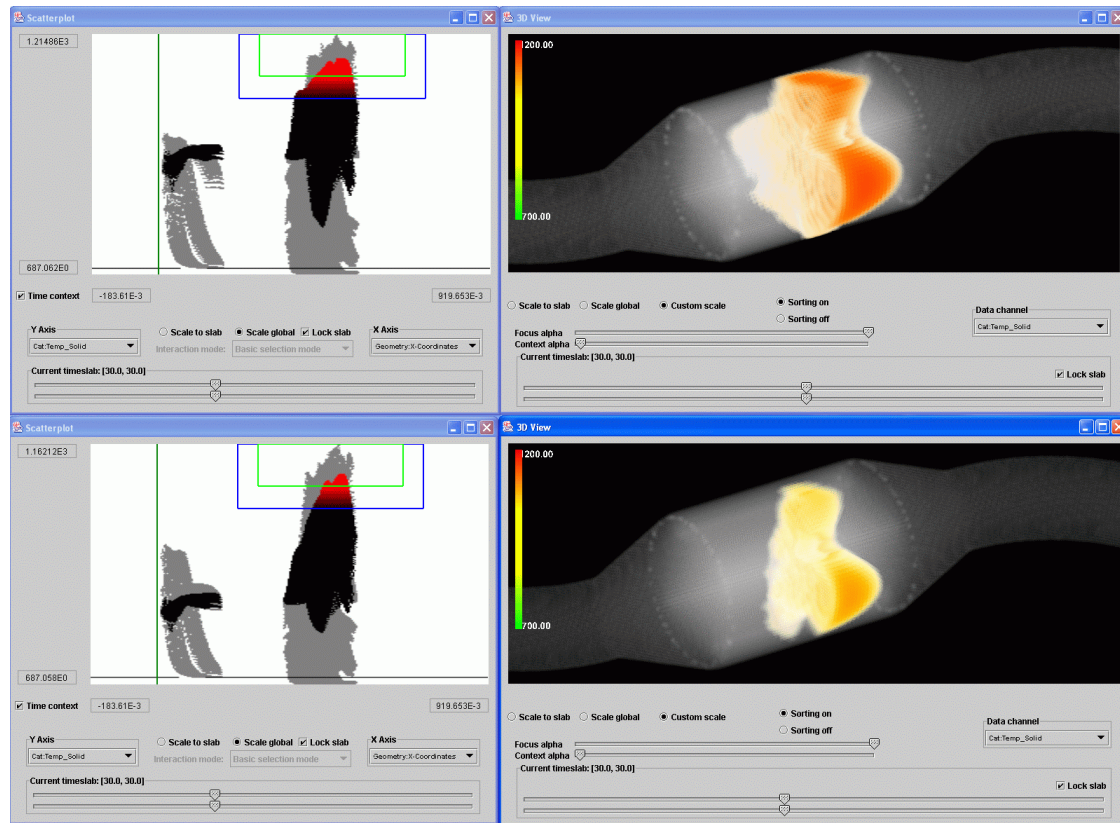 Scatterplot
1.21486E3
687.062E0
Time context
-183.61E-3
919.653E-3
Y Axis
Cat:Temp_Solid
Scale to slab
Scale global
Lock slab
Interaction mode:
Basic selection mode
X Axis
Geometry:X-Coordinates
Current timeslab: [30.0, 30.0]
3D View
1200.00
700.00
Scale to slab
Scale global
Custom scale
Sorting on
Sorting off
Data channel
Cat:Temp_Solid
Focus alpha
Context alpha
Current timeslab: [30.0, 30.0]
Lock slab
Scatterplot
1.16212E3
687.058E0
Time context
-183.61E-3
919.653E-3
Y Axis
Cat:Temp_Solid
Scale to slab
Scale global
Lock slab
Interaction mode:
Basic selection mode
X Axis
Geometry:X-Coordinates
Current timeslab: [30.0, 30.0]
3D View
1200.00
700.00
Scale to slab
Scale global
Custom scale
Sorting on
Sorting off
Data channel
Cat:Temp_Solid
Focus alpha
Context alpha
Current timeslab: [30.0, 30.0]
Lock slab